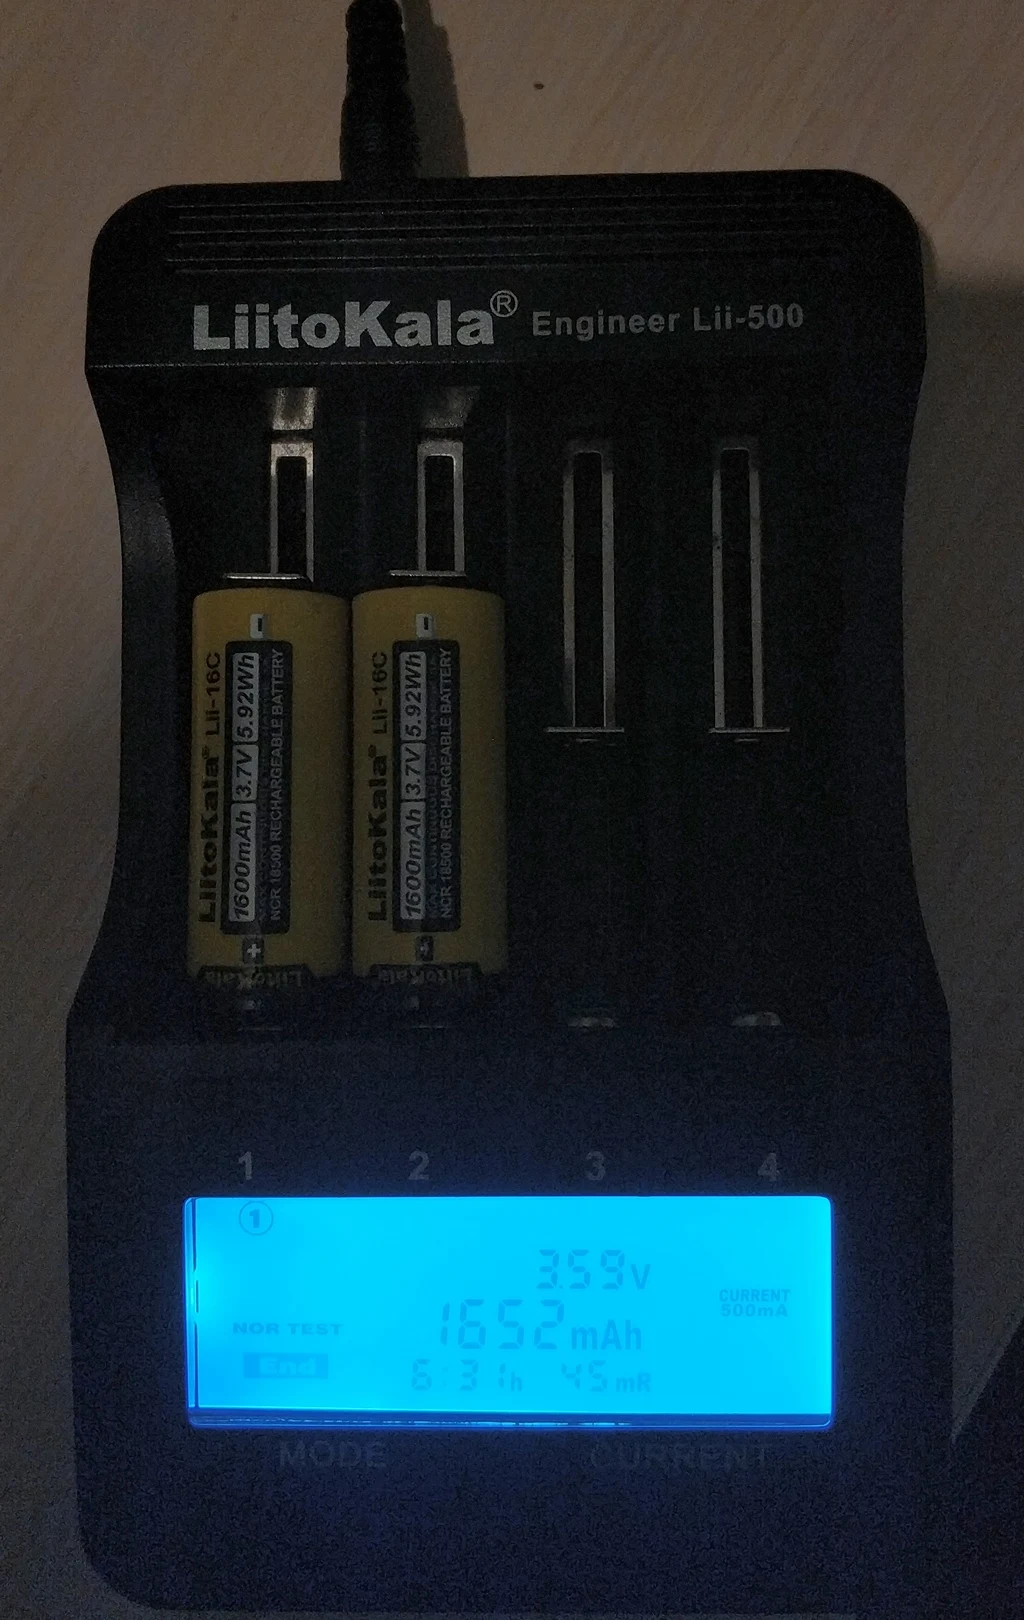 LiitoKala® Engineer Lii-500
LiitoKala® Lii-16C
1600mAh 3.7V 5.92Wh
NCR 18500 RECHARGEABLE BATTERY
LiitoKala
LiitoKala® Lii-16C
1600mAh 3.7V 5.92Wh
NCR 18500 RECHARGEABLE BATTERY
LiitoKala
1 2 3 4
1
3.59V
CURRENT
500mA
NOR TEST
1652mAh
End
6:31h 45mR
MODE CURRENT